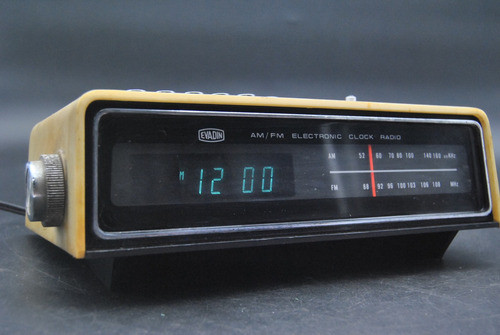 EVADIN
AM/FM ELECTRONIC CLOCK RADIO
AM 52 60 70 80 100 140 160 KHz
M 12 00
FM 88 92 96 100 103 106 108 MHz